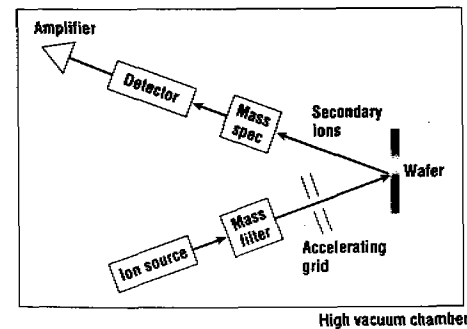 Amplifier
Detector
Mass
spec
Secondary
ions
Wafer
Mass
filter
Ion source
Accelerating
grid
High vacuum chamber